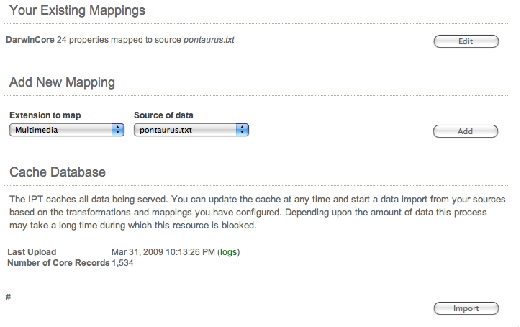 Your Existing Mappings
DarwinCore 24 properties mapped to source pontaurus.txt
Edit
Add New Mapping
Extension to map Source of data
Multimedia pontaurus.txt
Add
Cache Database
The IPT caches all data being served. You can update the cache at any time and start a data import from your sources
based on the transformations and mappings you have configured. Depending upon the amount of data this process
may take a long time during which this resource is blocked.
Last Upload Mar 31, 2009 10:13:26 PM (logs)
Number of Core Records 1,534
#
Import